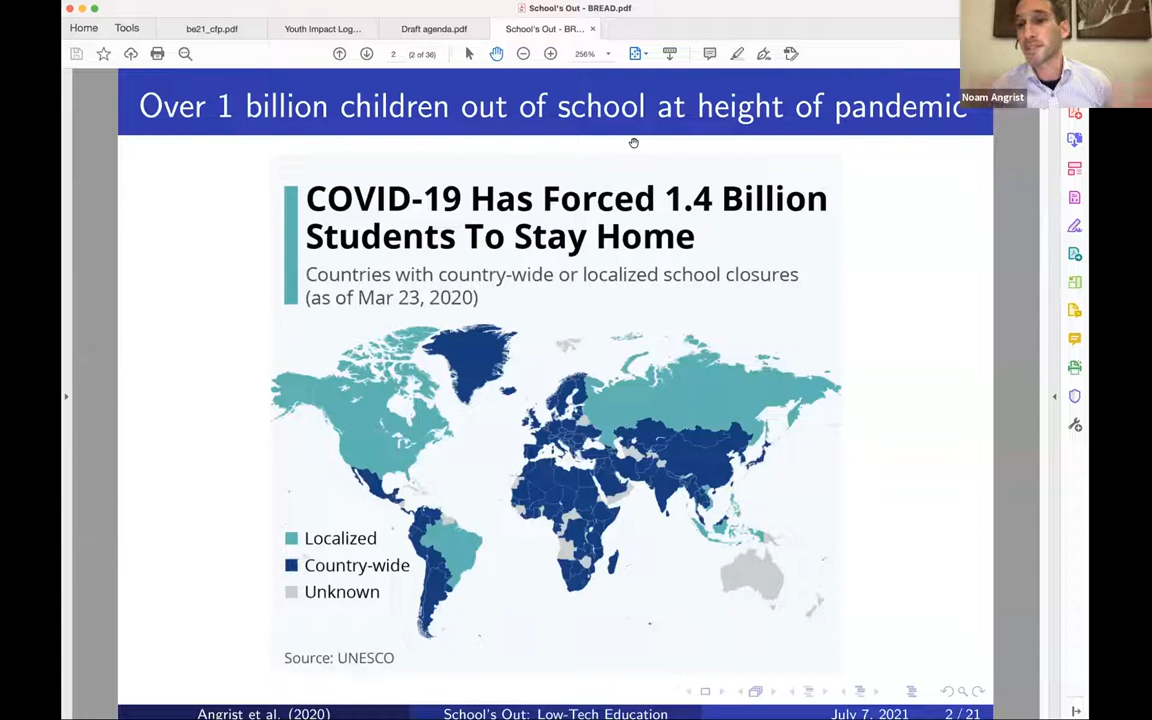 School's Out - BREAD.pdf
Home
Tools
be21_cfp.pdf
Youth Impact Log...
Draft agenda.pdf
School's Out - BR... ×
2
(2 of 36)
256%
Noam Angrist
Over 1 billion children out of school at height of pandemic
COVID-19 Has Forced 1.4 Billion
Students To Stay Home
Countries with country-wide or localized school closures
(as of Mar 23, 2020)
Localized
Country-wide
Unknown
Source: UNESCO
Angrist et al. (2020)
School's Out: Low-Tech Education
July 7, 2021
2 / 21